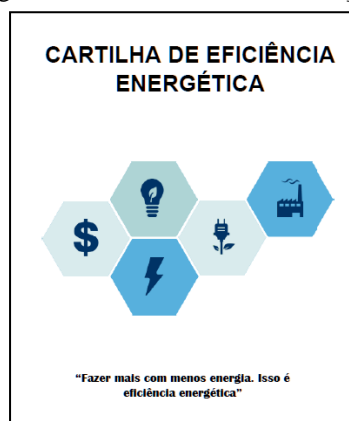 CARTILHA DE EFICIÊNCIA
ENERGÉTICA
$
“Fazer mais com menos energia. Isso é
eficiência energética”